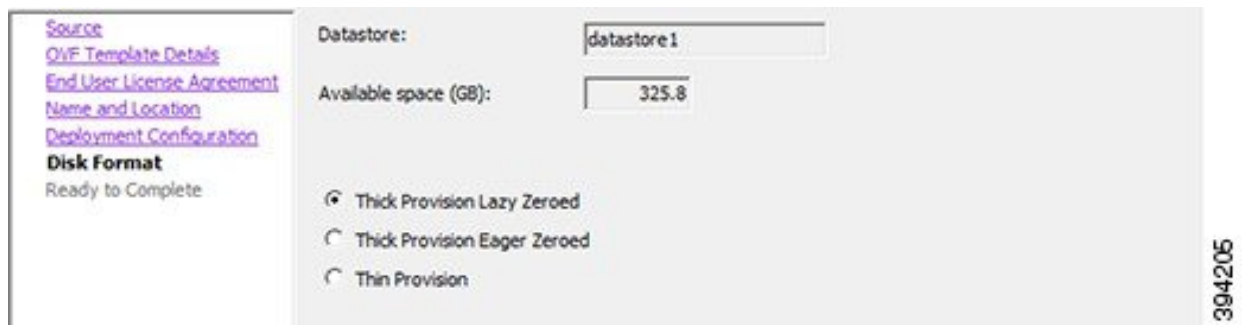 Source
OVF Template Details
End User License Agreement
Name and Location
Deployment Configuration
Disk Format
Ready to Complete
Datastore:
datastore1
Available space (GB):
325.8
Thick Provision Lazy Zeroed
Thick Provision Eager Zeroed
Thin Provision
394205